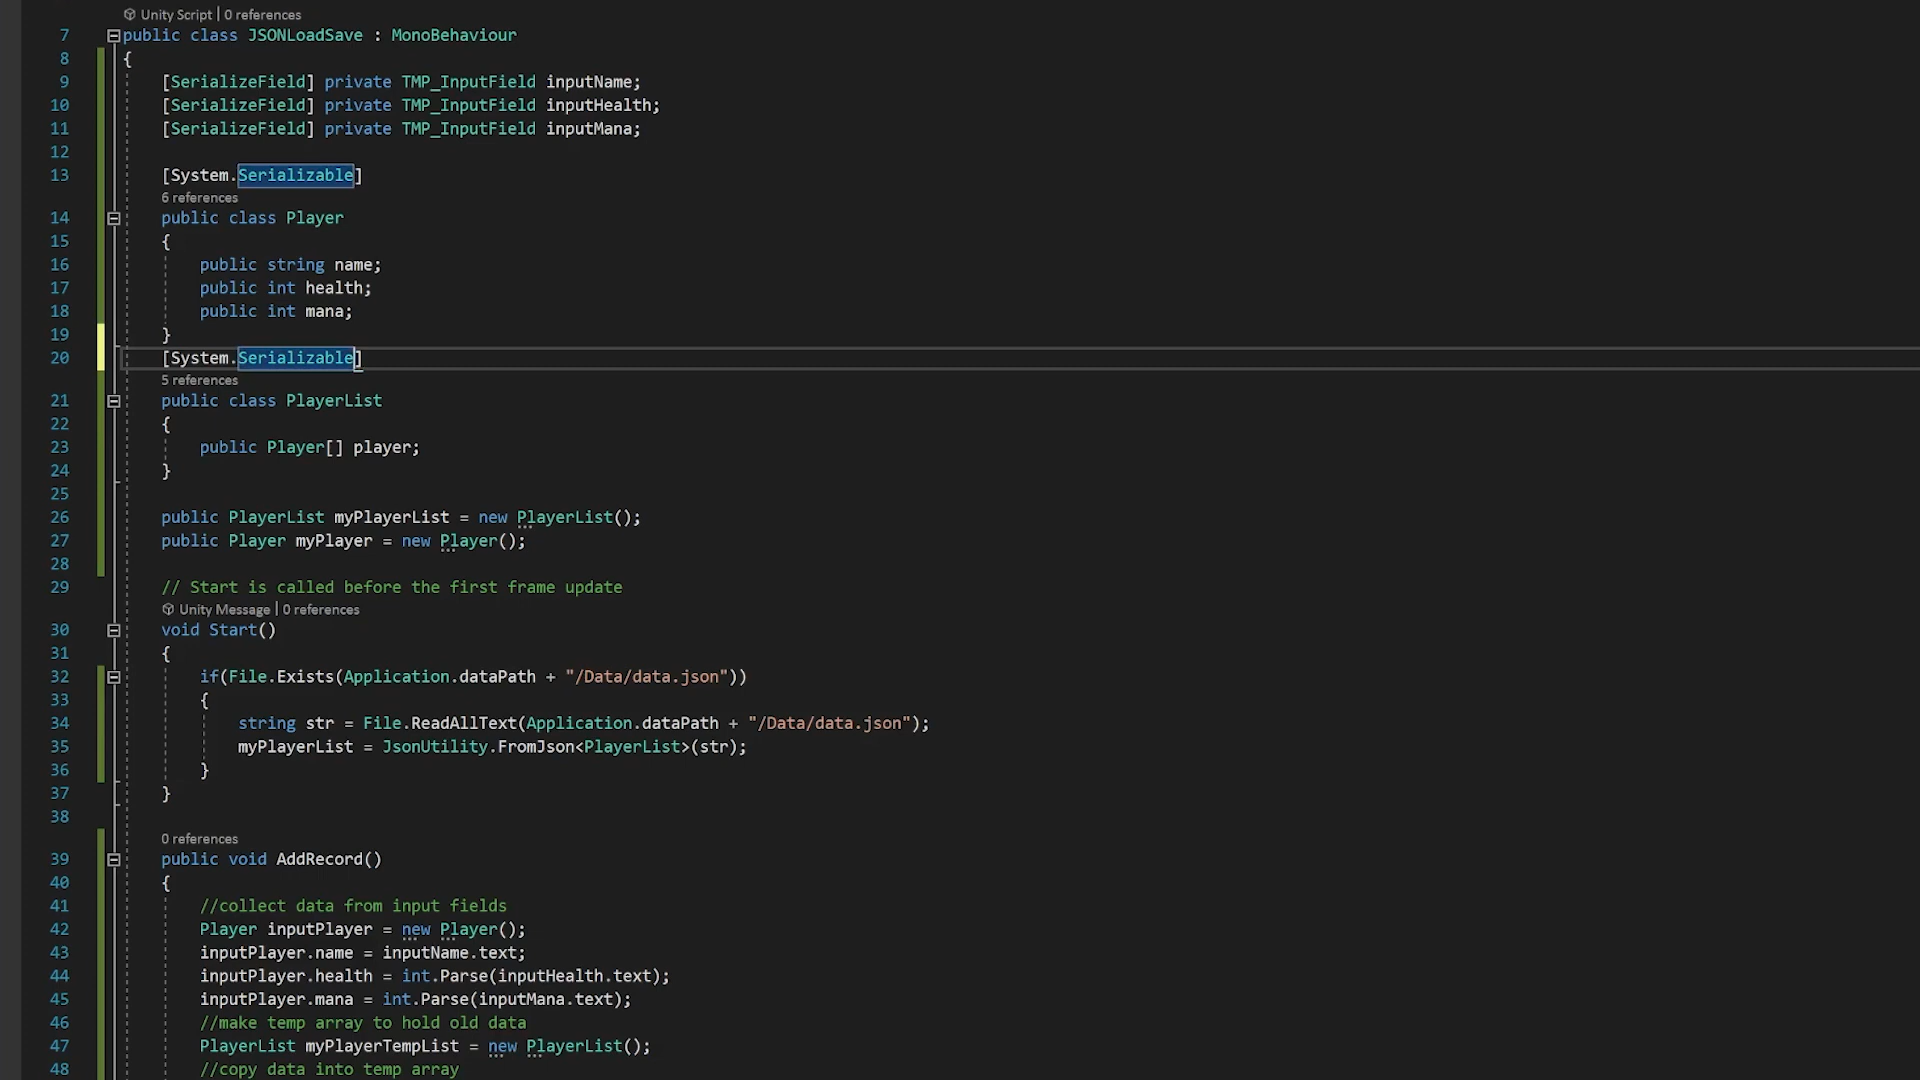 Unity Script | 0 references
7 public class JSONLoadSave : MonoBehaviour
8 {
9 [SerializeField] private TMP_InputField inputName;
10 [SerializeField] private TMP_InputField inputHealth;
11 [SerializeField] private TMP_InputField inputMana;
12
13 [System.Serializable]
6 references
14 public class Player
15 {
16 public string name;
17 public int health;
18 public int mana;
19 }
20 [System.Serializable]
5 references
21 public class PlayerList
22 {
23 public Player[] player;
24 }
25
26 public PlayerList myPlayerList = new PlayerList();
27 public Player myPlayer = new Player();
28
29 // Start is called before the first frame update
Unity Message | 0 references
30 void Start()
31 {
32 if(File.Exists(Application.dataPath + "/Data/data.json"))
33 {
34 string str = File.ReadAllText(Application.dataPath + "/Data/data.json");
35 myPlayerList = JsonUtility.FromJson<PlayerList>(str);
36 }
37 }
38
0 references
39 public void AddRecord()
40 {
41 //collect data from input fields
42 Player inputPlayer = new Player();
43 inputPlayer.name = inputName.text;
44 inputPlayer.health = int.Parse(inputHealth.text);
45 inputPlayer.mana = int.Parse(inputMana.text);
46 //make temp array to hold old data
47 PlayerList myPlayerTempList = new PlayerList();
48 //copy data into temp array